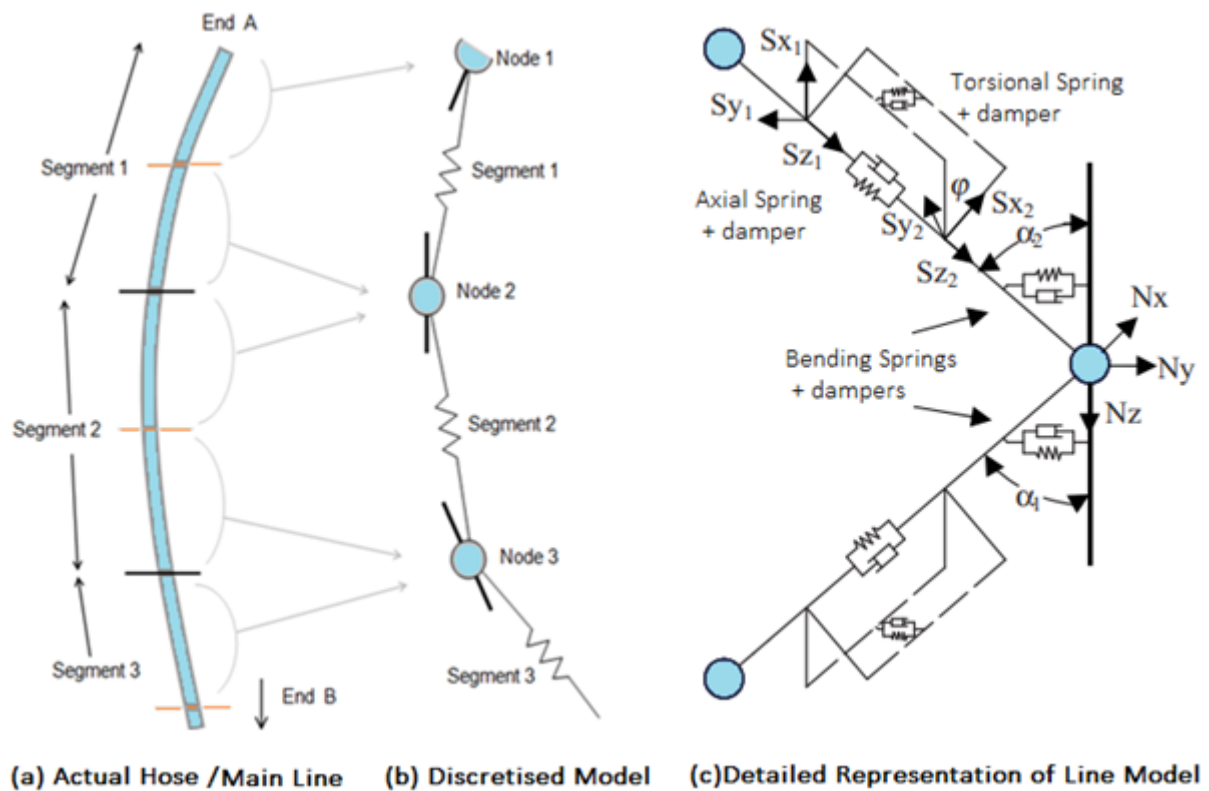 End A
Segment 1
Segment 2
Segment 3
End B
Node 1
Segment 1
Node 2
Segment 2
Node 3
Segment 3
Sx1
Sy1
Sz1
Torsional Spring
+ damper
Axial Spring
+ damper
φ
Sx2
Sy2
Sz2
α2
Nx
Ny
Nz
Bending Springs
+ dampers
α1
(a) Actual Hose /Main Line
(b) Discretised Model
(c)Detailed Representation of Line Model